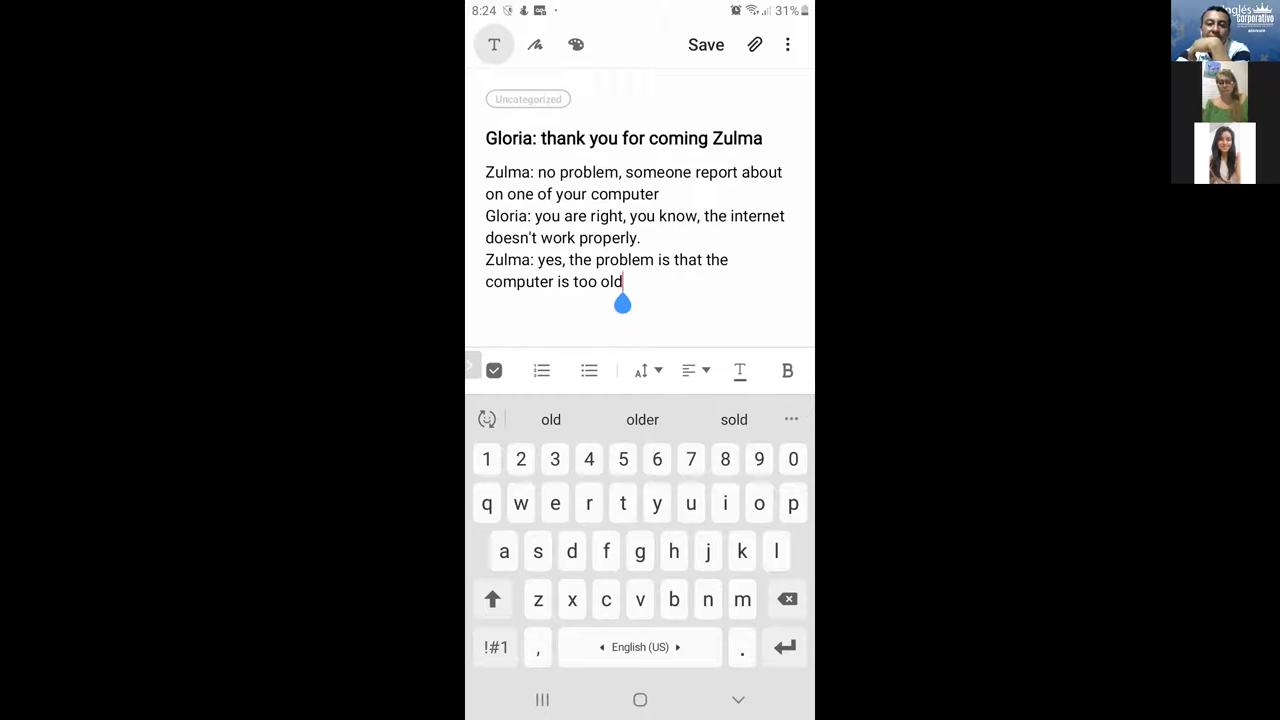 8:24
31%
T
Save
Uncategorized
Gloria: thank you for coming Zulma
Zulma: no problem, someone report about
on one of your computer
Gloria: you are right, you know, the internet
doesn't work properly.
Zulma: yes, the problem is that the
computer is too old
A T B
old older sold
1 2 3 4 5 6 7 8 9 0
q w e r t y u i o p
a s d f g h j k l
z x c v b n m
!#1 , English (US) .
Inglés
Corporativo